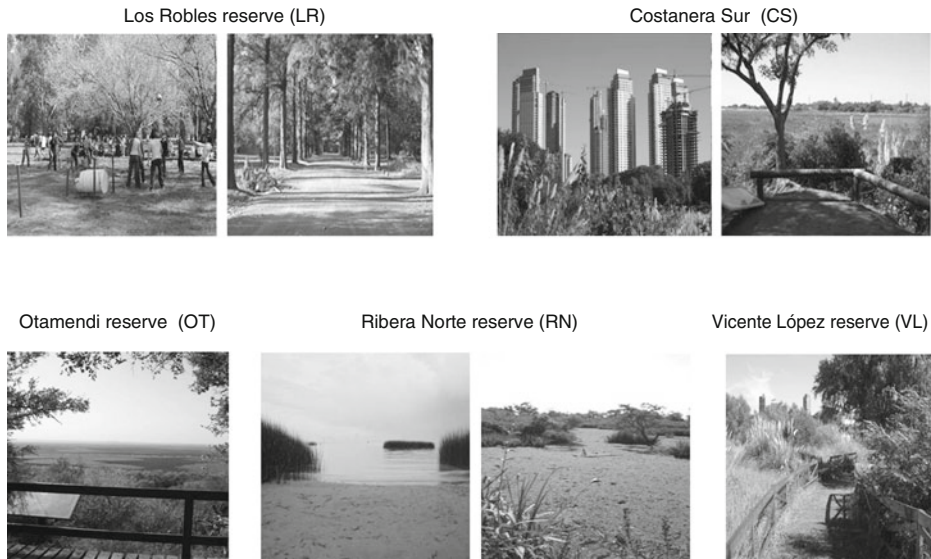 Los Robles reserve (LR)
Costanera Sur (CS)
Otamendi reserve (OT)
Ribera Norte reserve (RN)
Vicente López reserve (VL)